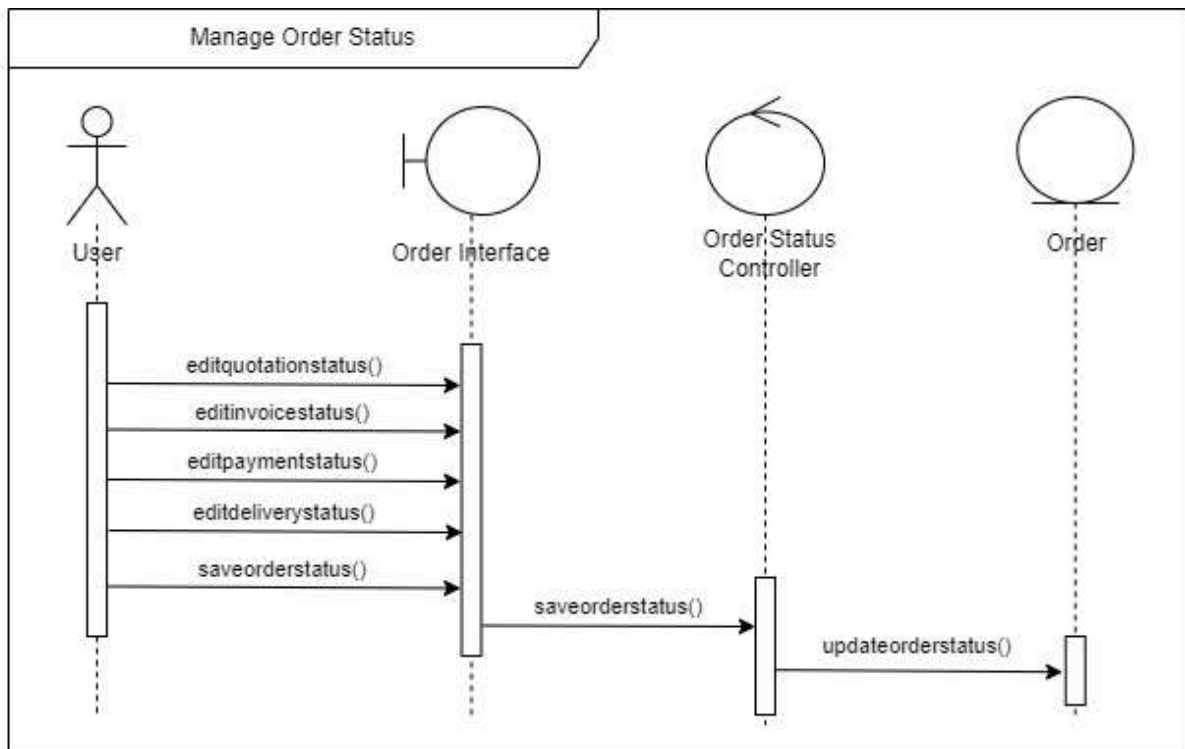 Manage Order Status
User
Order Interface
Order Status
Controller
Order
editquotationstatus()
editinvoicestatus()
editpaymentstatus()
editdeliverystatus()
saveorderstatus()
saveorderstatus()
updateorderstatus()